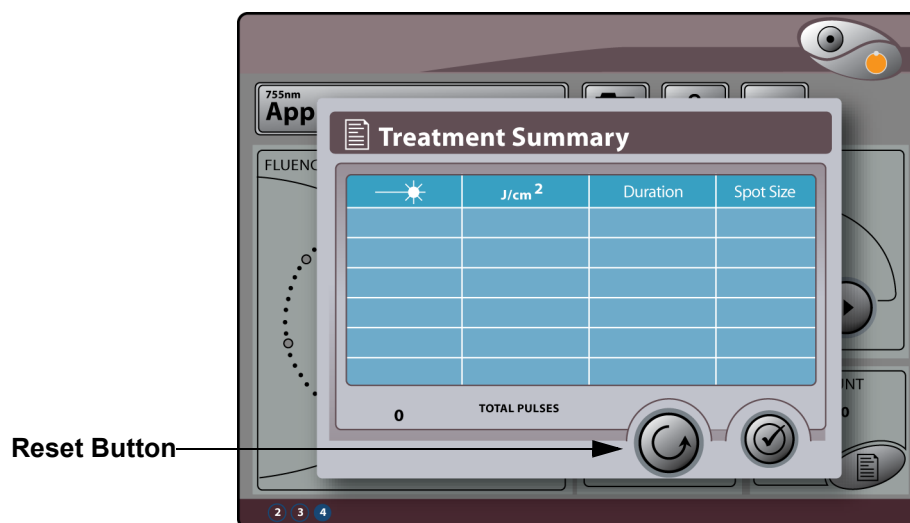 755nm
App
Treatment Summary
FLUENC
J/cm2
Duration
Spot Size
UNT
0
TOTAL PULSES
0
Reset Button
2 3 4